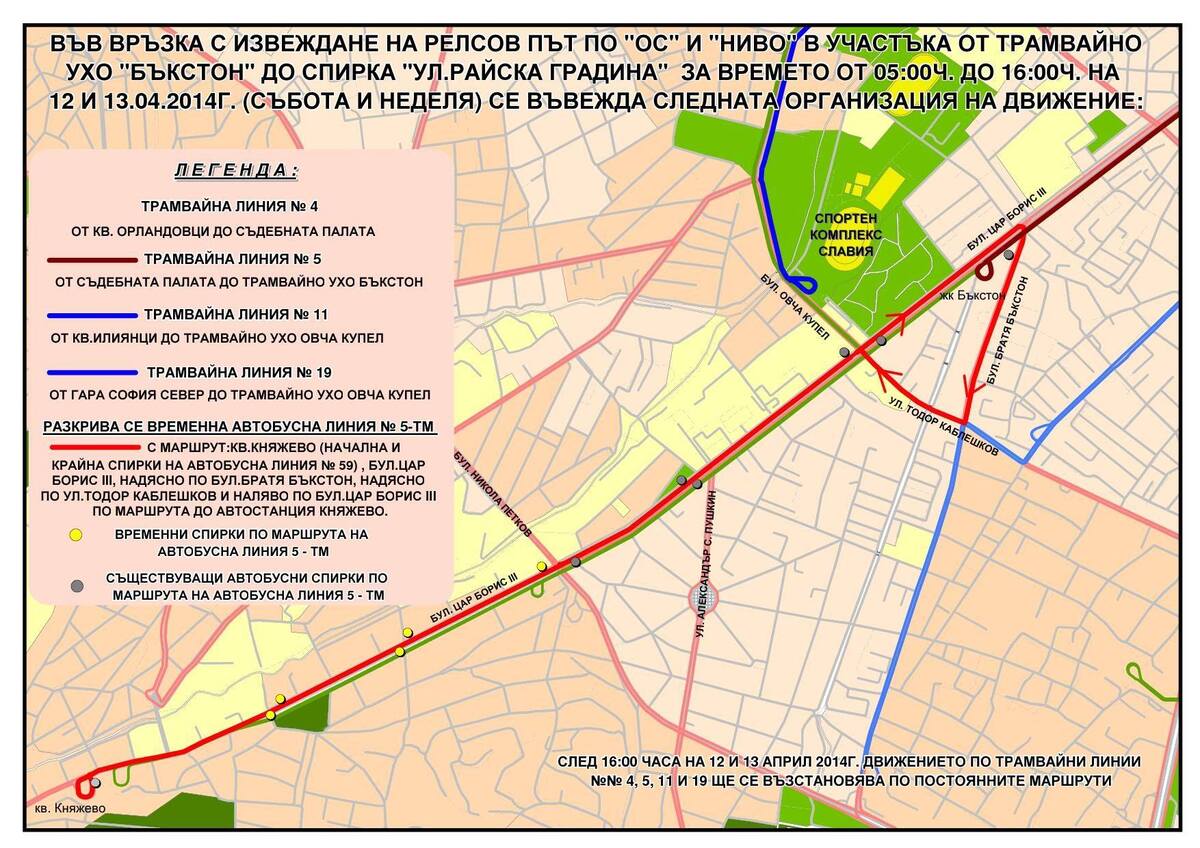 ВЪВ ВРЪЗКА С ИЗВЕЖДАНЕ НА РЕЛСОВ ПЪТ ПО "ОС" И "НИВО" В УЧАСТЪКА ОТ ТРАМВАЙНО
УХО "БЪКСТОН" ДО СПИРКА "УЛ.РАЙСКА ГРАДИНА" ЗА ВРЕМЕТО ОТ 05:00Ч. ДО 16:00Ч. НА
12 И 13.04.2014Г. (СЪБОТА И НЕДЕЛЯ) СЕ ВЪВЕЖДА СЛЕДНАТА ОРГАНИЗАЦИЯ НА ДВИЖЕНИЕ:
ЛЕГЕНДА:
ТРАМВАЙНА ЛИНИЯ № 4
ОТ КВ. ОРЛАНДОВЦИ ДО СЪДЕБНАТА ПАЛАТА
ТРАМВАЙНА ЛИНИЯ № 5
ОТ СЪДЕБНАТА ПАЛАТА ДО ТРАМВАЙНО УХО БЪКСТОН
ТРАМВАЙНА ЛИНИЯ № 11
ОТ КВ.ИЛИЯНЦИ ДО ТРАМВАЙНО УХО ОВЧА КУПЕЛ
ТРАМВАЙНА ЛИНИЯ № 19
ОТ ГАРА СОФИЯ СЕВЕР ДО ТРАМВАЙНО УХО ОВЧА КУПЕЛ
РАЗКРИВА СЕ ВРЕМЕННА АВТОБУСНА ЛИНИЯ № 5-ТМ
С МАРШРУТ:КВ.КНЯЖЕВО (НАЧАЛНА И
КРАЙНА СПИРКИ НА АВТОБУСНА ЛИНИЯ № 59) , БУЛ.ЦАР
БОРИС III, НАДЯСНО ПО БУЛ.БРАТЯ БЪКСТОН, НАДЯСНО
ПО УЛ.ТОДОР КАБЛЕШКОВ И НАЛЯВО ПО БУЛ.ЦАР БОРИС III
ПО МАРШРУТА ДО АВТОСТАНЦИЯ КНЯЖЕВО.
ВРЕМЕННИ СПИРКИ ПО МАРШРУТА НА
АВТОБУСНА ЛИНИЯ 5 - ТМ
СЪЩЕСТВУВАЩИ АВТОБУСНИ СПИРКИ ПО
МАРШРУТА НА АВТОБУСНА ЛИНИЯ 5 - ТМ
СПОРТЕН
КОМПЛЕКС
СЛАВИЯ
БУЛ. ЦАР БОРИС III
жк Бъкстон
БУЛ. ОВЧА КУПЕЛ
БУЛ. БРАТЯ БЪКСТОН
УЛ. ТОДОР КАБЛЕШКОВ
БУЛ. НИКОЛА ПЕТКОВ
УЛ. АЛЕКСАНДЪР С. ПУШКИН
БУЛ. ЦАР БОРИС III
кв. Княжево
СЛЕД 16:00 ЧАСА НА 12 И 13 АПРИЛ 2014Г. ДВИЖЕНИЕТО ПО ТРАМВАЙНИ ЛИНИИ
№№ 4, 5, 11 И 19 ЩЕ СЕ ВЪЗСТАНОВЯВА ПО ПОСТОЯННИТЕ МАРШРУТИ